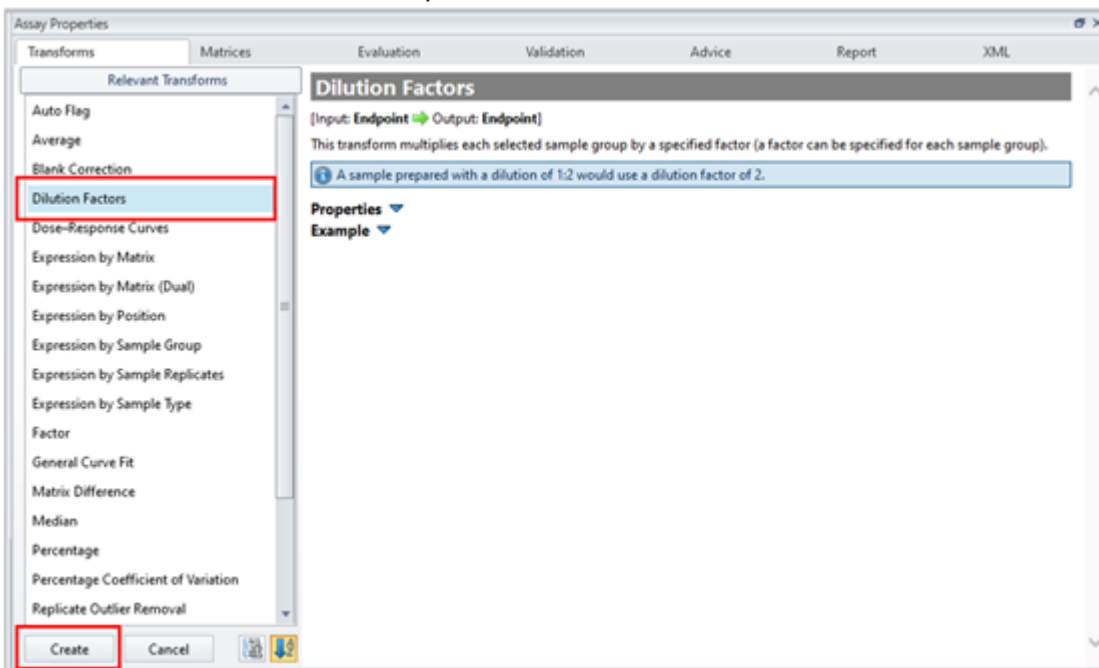 Assay Properties
Transforms
Matrices
Evaluation
Validation
Advice
Report
XML
Relevant Transforms
Auto Flag
Average
Blank Correction
Dilution Factors
Dose–Response Curves
Expression by Matrix
Expression by Matrix (Dual)
Expression by Position
Expression by Sample Group
Expression by Sample Replicates
Expression by Sample Type
Factor
General Curve Fit
Matrix Difference
Median
Percentage
Percentage Coefficient of Variation
Replicate Outlier Removal
Create
Cancel
Dilution Factors
[Input: Endpoint Output: Endpoint]
This transform multiplies each selected sample group by a specified factor (a factor can be specified for each sample group).
A sample prepared with a dilution of 1:2 would use a dilution factor of 2.
Properties
Example